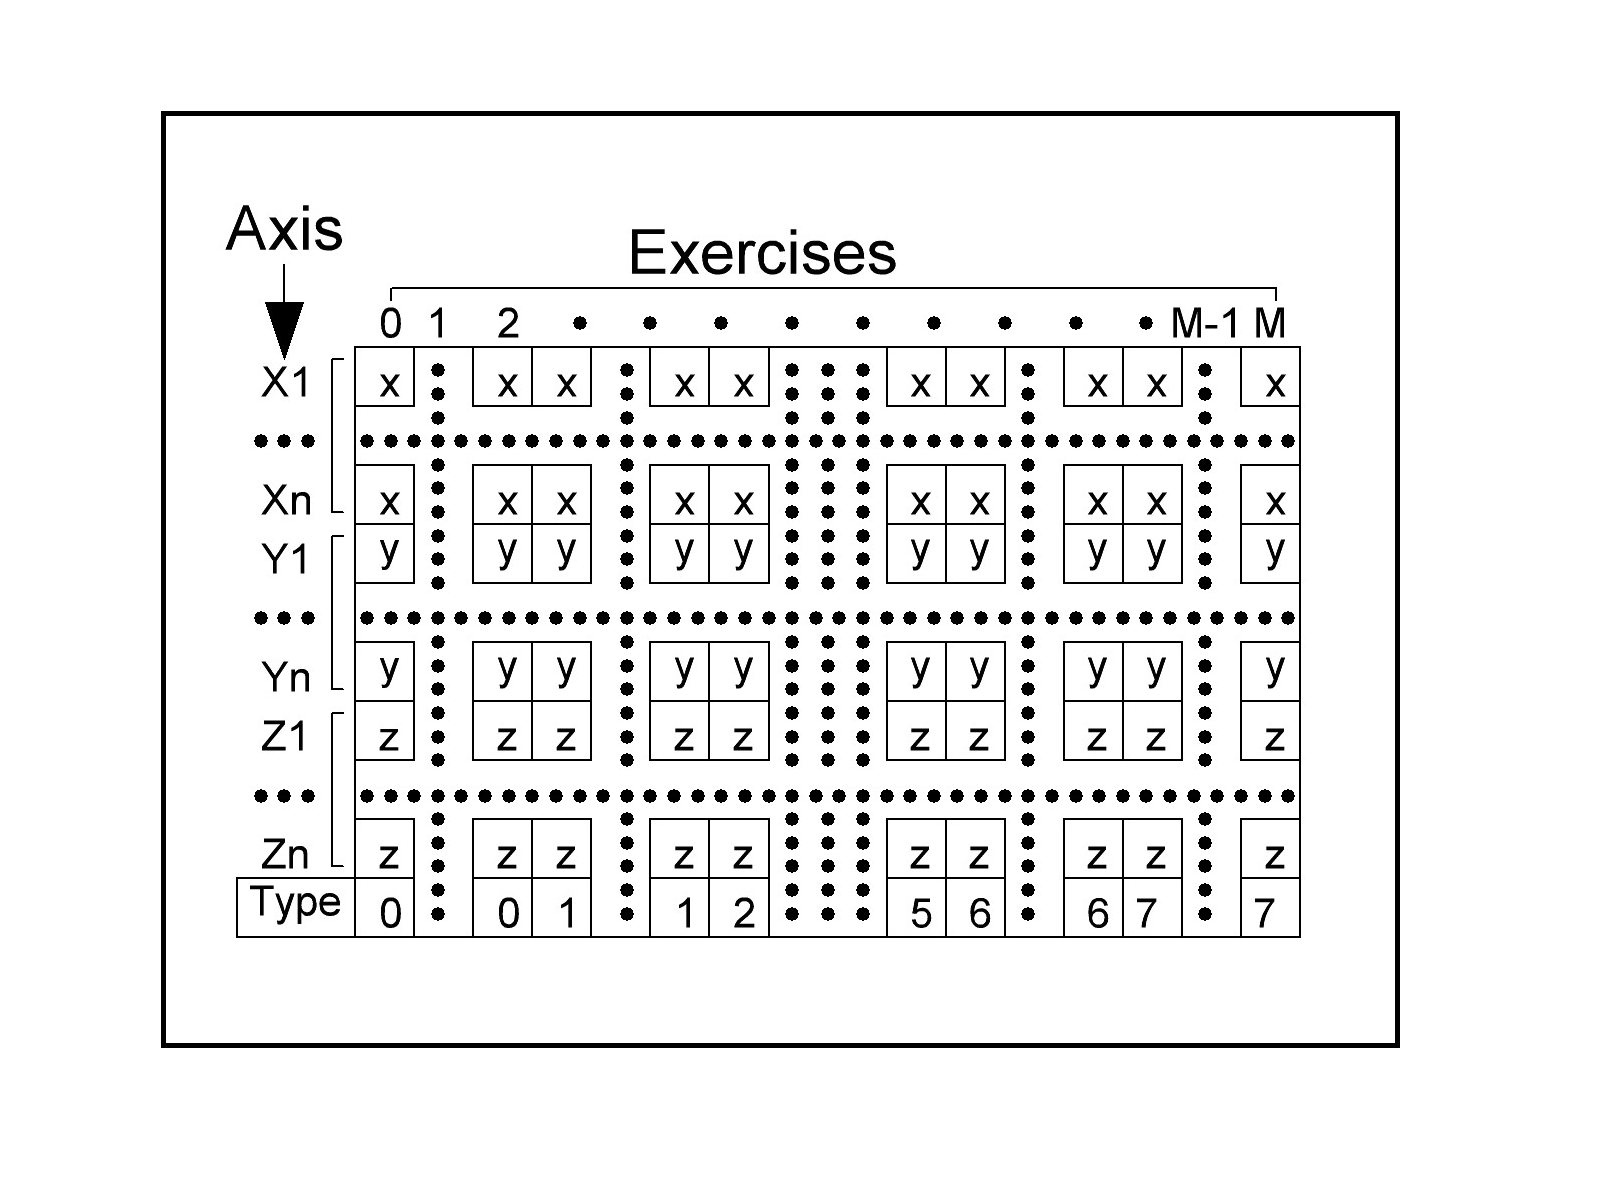 Axis
Exercises
0 1 2 • • • • • • • • • M-1 M
X1 x x x x x x x x x x
•••
Xn x x x x x x x x x x
Y1 y y y y y y y y y y
•••
Yn y y y y y y y y y y
Z1 z z z z z z z z z z
•••
Zn z z z z z z z z z z
Type 0 0 1 1 2 5 6 6 7 7